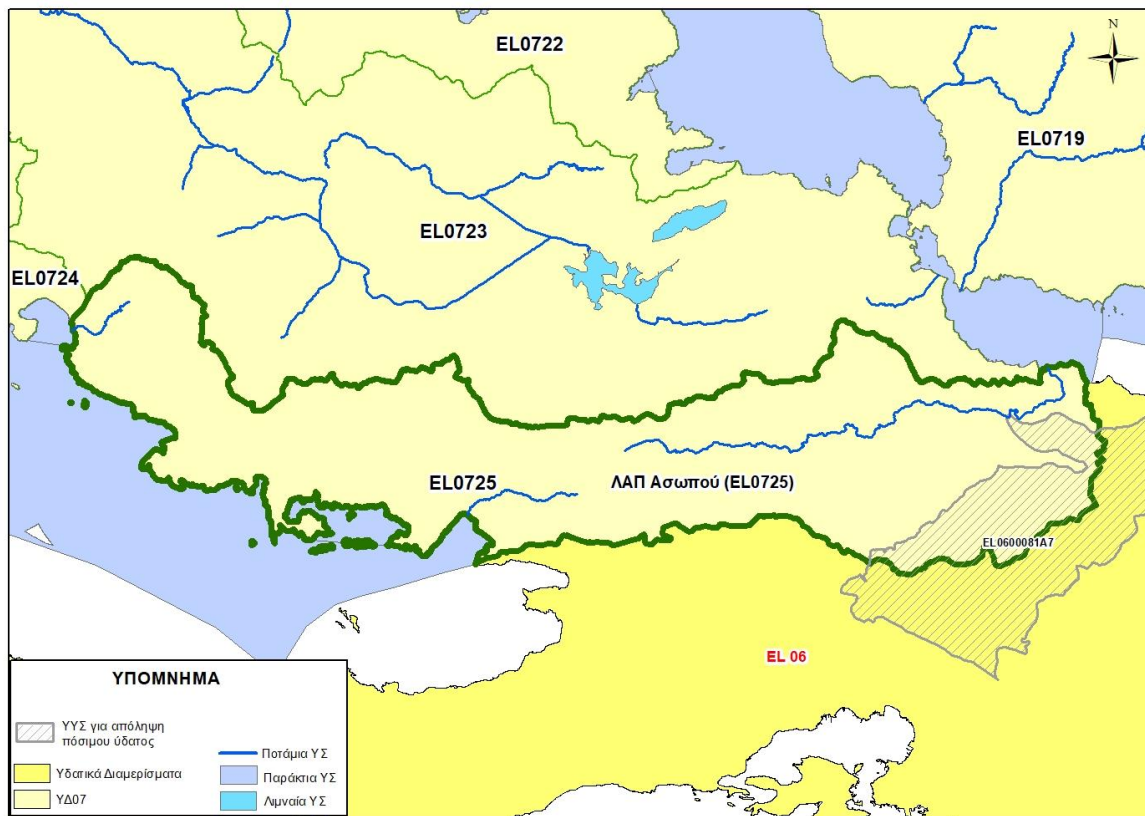 N
EL0722
EL0719
EL0723
EL0724
EL0725
ΛΑΠ Ασωπού (EL0725)
EL0600081A7
EL 06
ΥΠΟΜΝΗΜΑ
ΥΥΣ για απόληψη
πόσιμου ύδατος
Υδατικά Διαμερίσματα
ΥΔ07
Ποτάμια ΥΣ
Παράκτια ΥΣ
Λιμναία ΥΣ